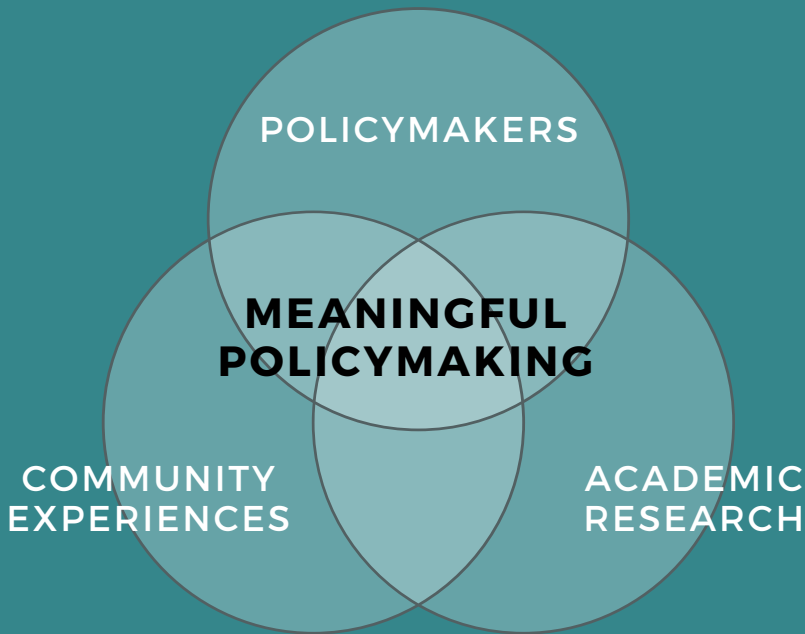 POLICYMAKERS
MEANINGFUL
POLICYMAKING
COMMUNITY
EXPERIENCES
ACADEMIC
RESEARCH